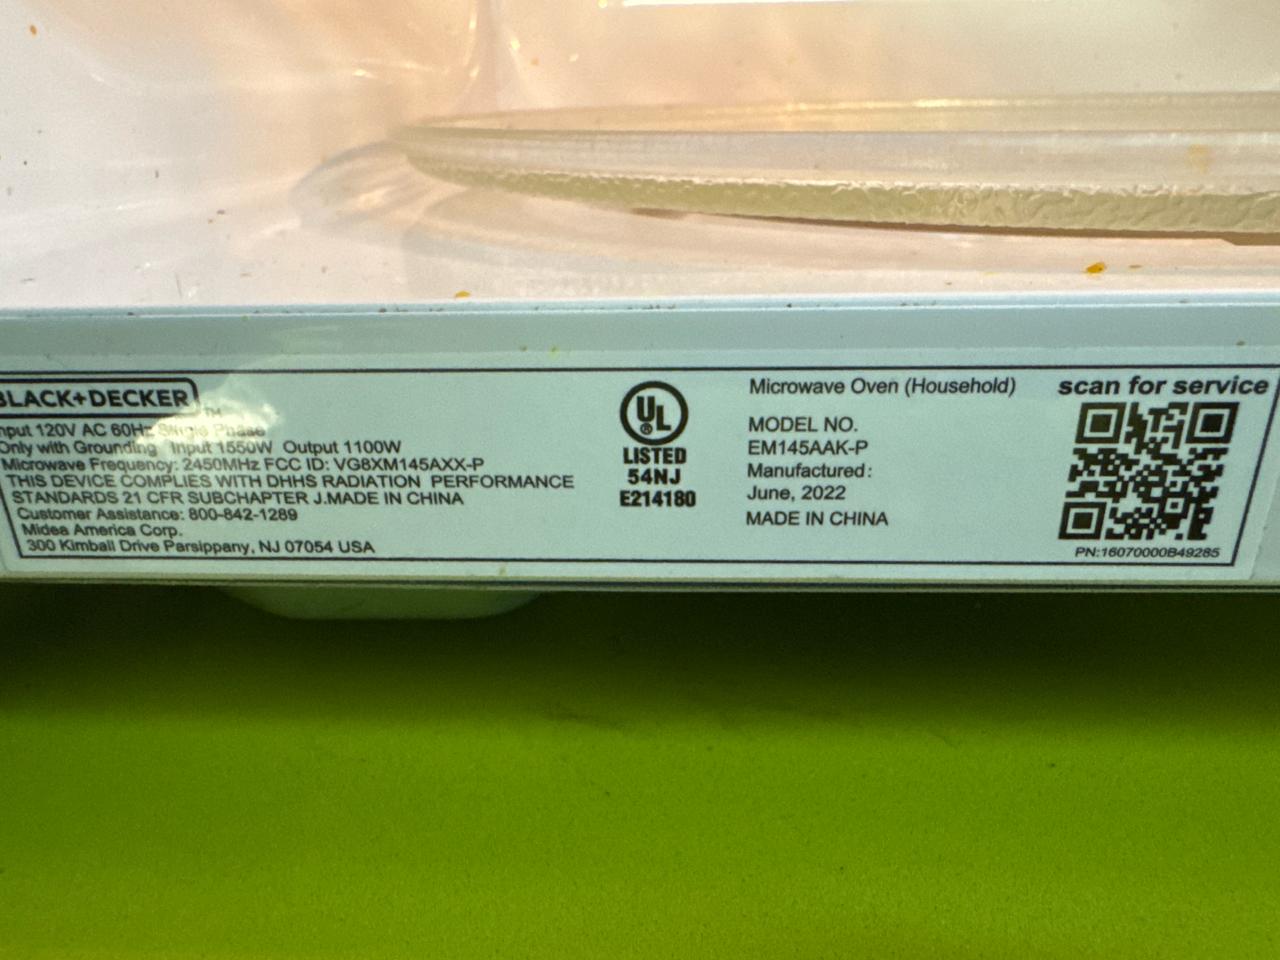 BLACK+DECKER TM
nput 120V AC 60Hz Single Phase
Only with Grounding Input 1550W Output 1100W
Microwave Frequency: 2450MHz FCC ID: VG8XM145AXX-P
THIS DEVICE COMPLIES WITH DHHS RADIATION PERFORMANCE
STANDARDS 21 CFR SUBCHAPTER J.MADE IN CHINA
Customer Assistance: 800-842-1289
Midea America Corp.
300 Kimball Drive Parsippany, NJ 07054 USA
UL
LISTED
54NJ
E214180
Microwave Oven (Household)
MODEL NO.
EM145AAK-P
Manufactured:
June, 2022
MADE IN CHINA
scan for service
PN:16070000B49285